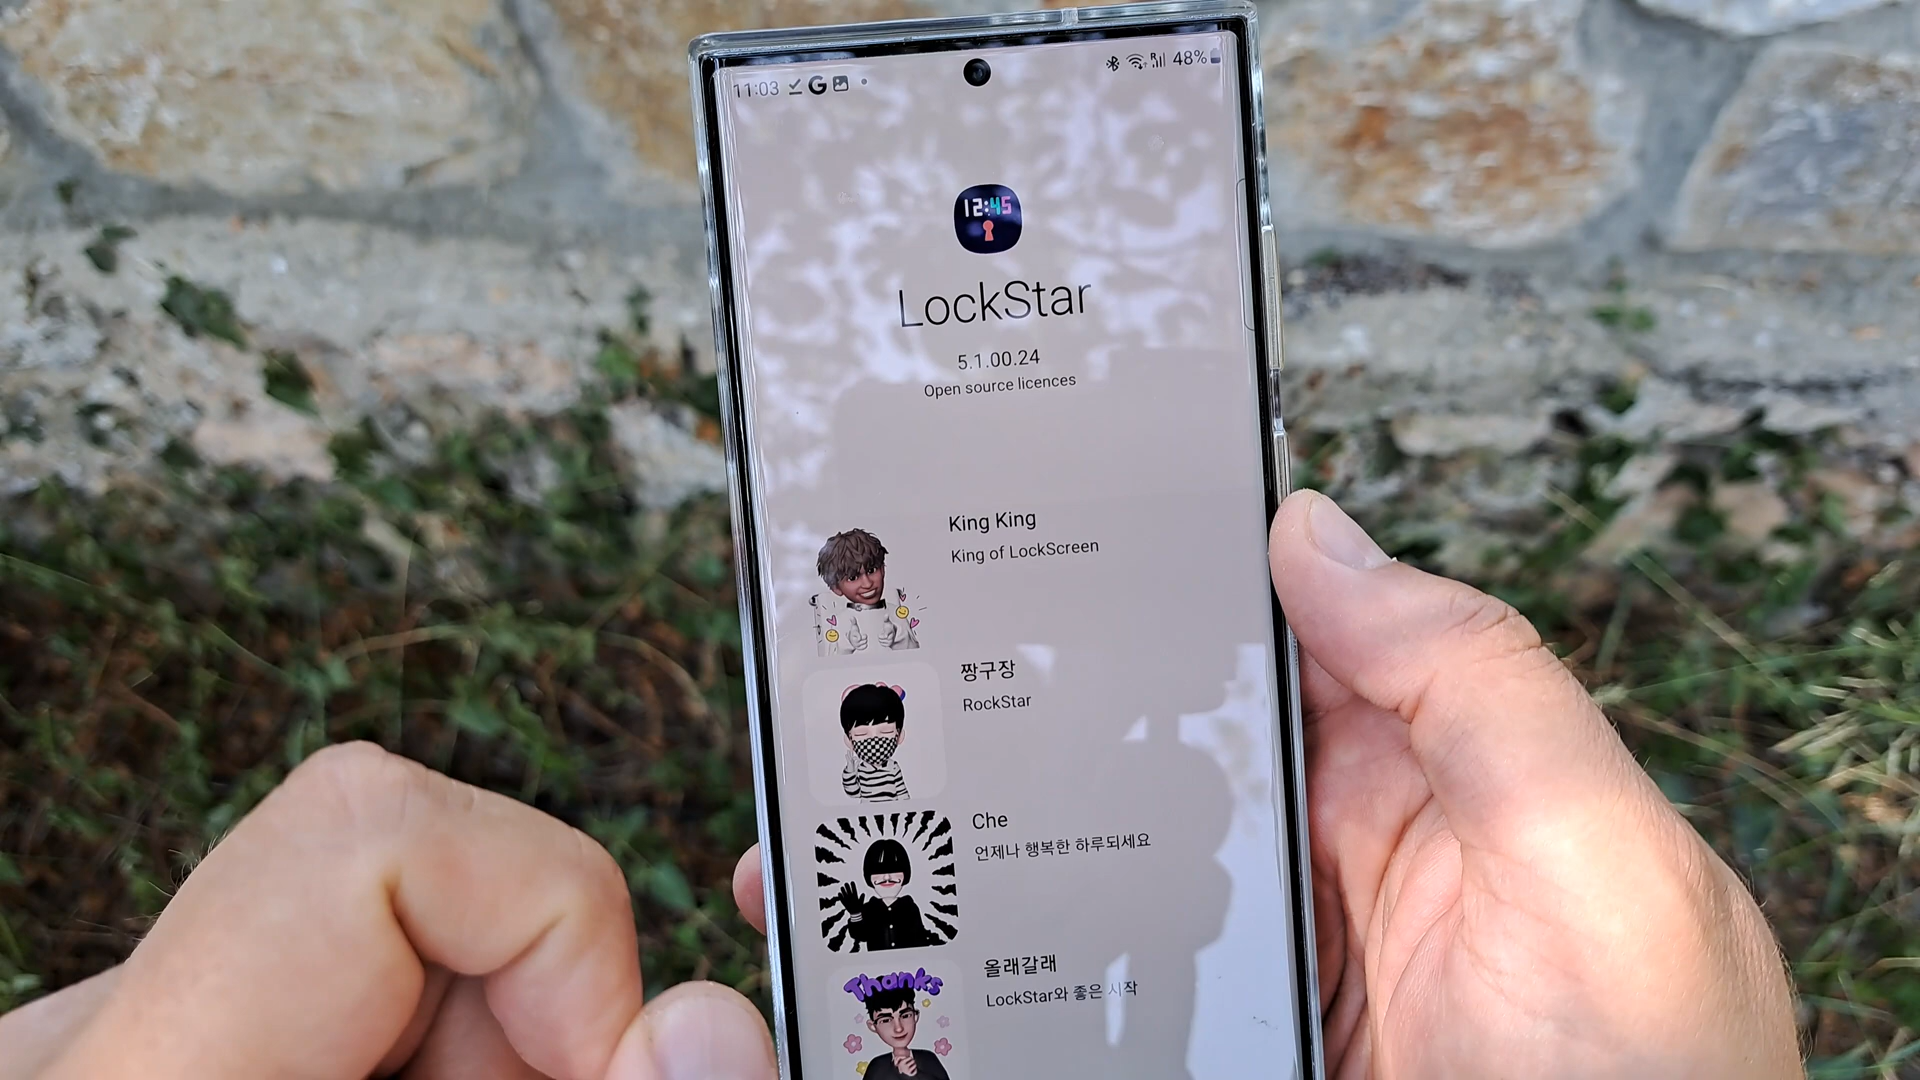 11:03 G 48%
12:45
LockStar
5.1.00.24
Open source licences
King King
King of LockScreen
짱구장
RockStar
Che
언제나 행복한 하루되세요
올래갈래
LockStar와 좋은 시작
Thanks